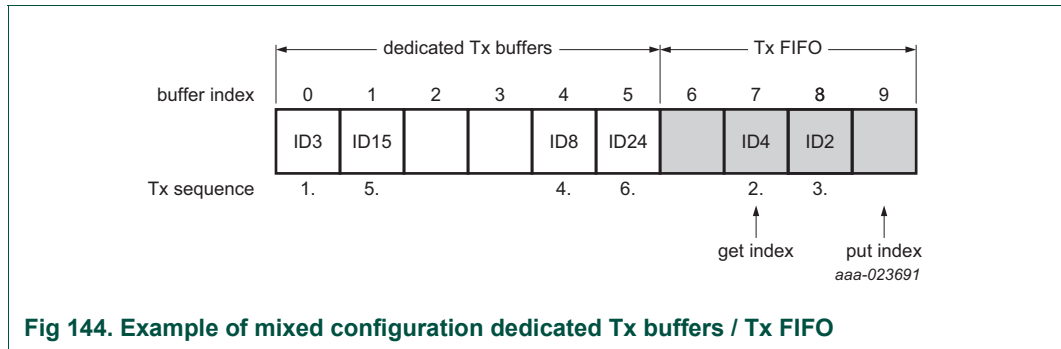 dedicated Tx buffers Tx FIFO
buffer index 0 1 2 3 4 5 6 7 8 9
ID3 ID15 ID8 ID24 ID4 ID2
Tx sequence 1. 5. 4. 6. 2. 3.
get index put index
aaa-023691
Fig 144. Example of mixed configuration dedicated Tx buffers / Tx FIFO